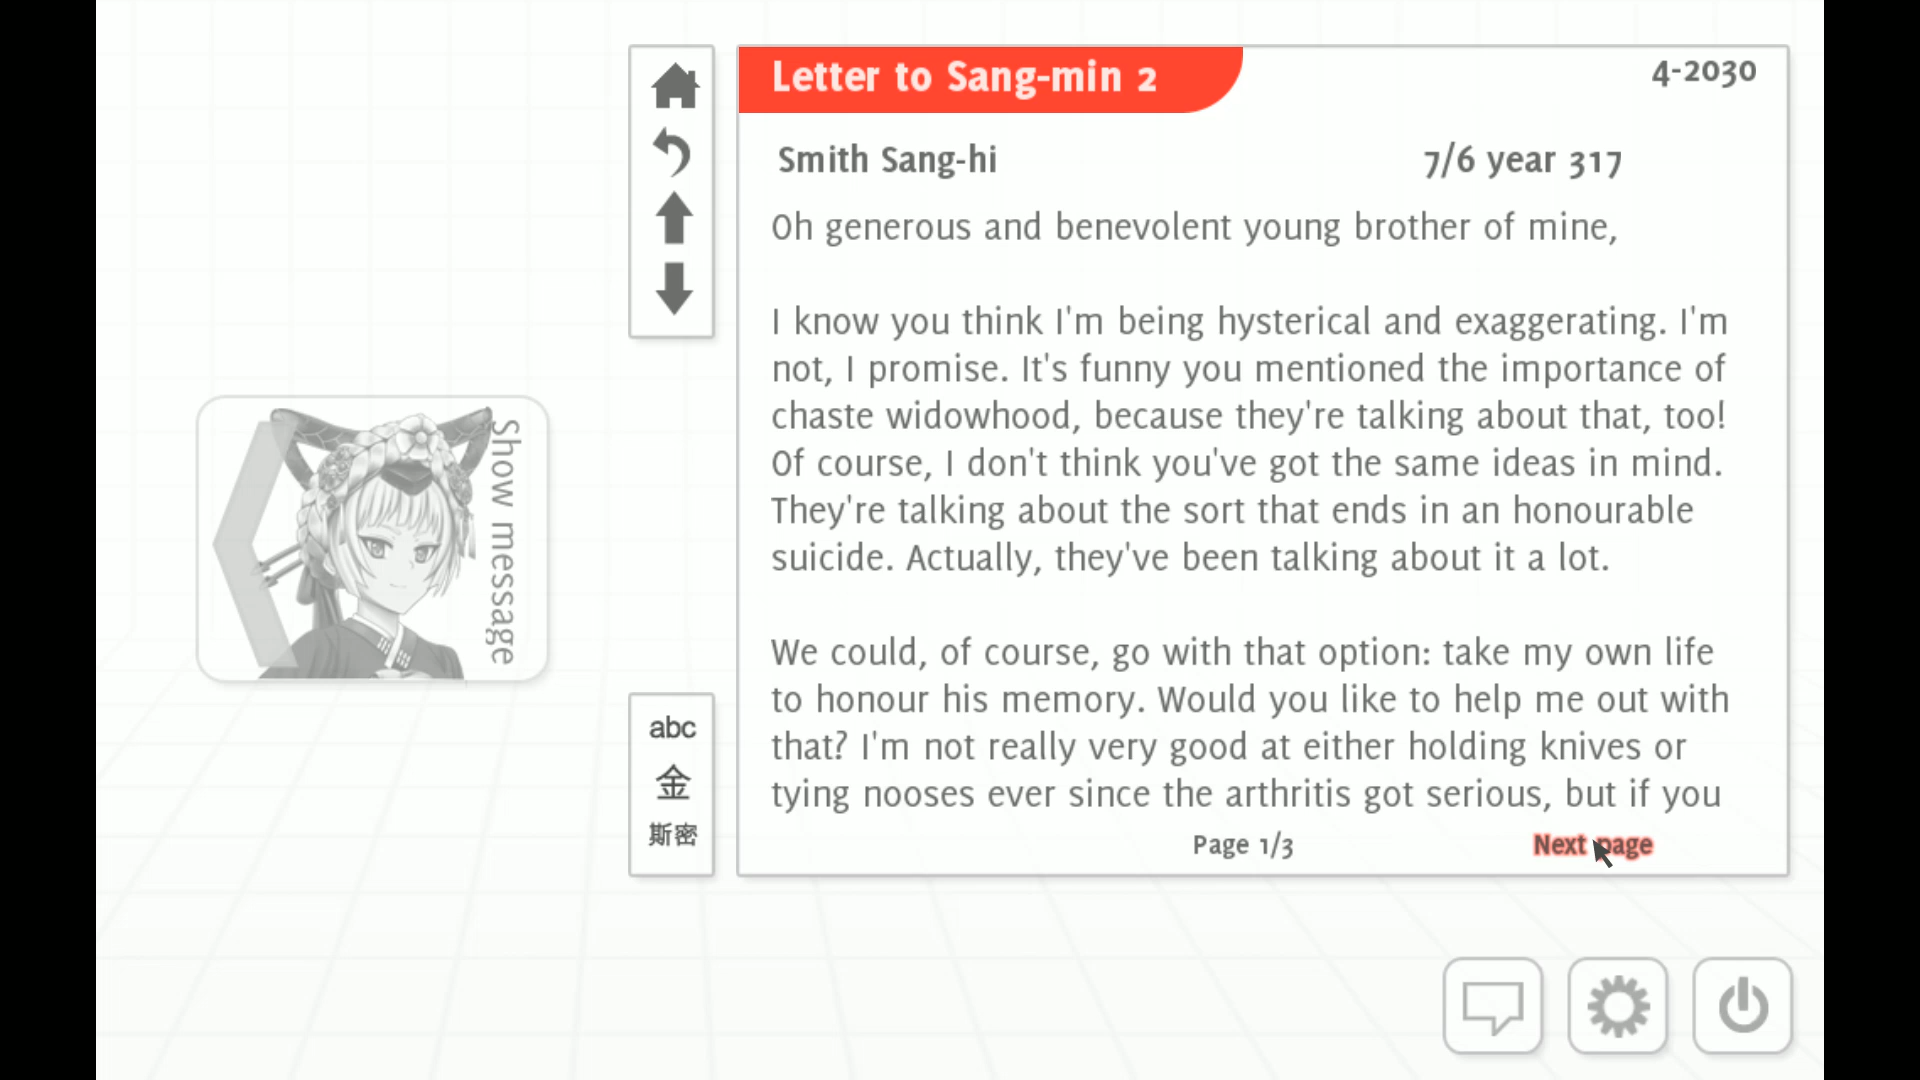 Letter to Sang-min 2
4-2030
Smith Sang-hi
7/6 year 317
Oh generous and benevolent young brother of mine,
I know you think I'm being hysterical and exaggerating. I'm
not, I promise. It's funny you mentioned the importance of
chaste widowhood, because they're talking about that, too!
Of course, I don't think you've got the same ideas in mind.
They're talking about the sort that ends in an honourable
suicide. Actually, they've been talking about it a lot.
We could, of course, go with that option: take my own life
to honour his memory. Would you like to help me out with
that? I'm not really very good at either holding knives or
tying nooses ever since the arthritis got serious, but if you
Page 1/3
Next page
Show message
abc
金
斯密